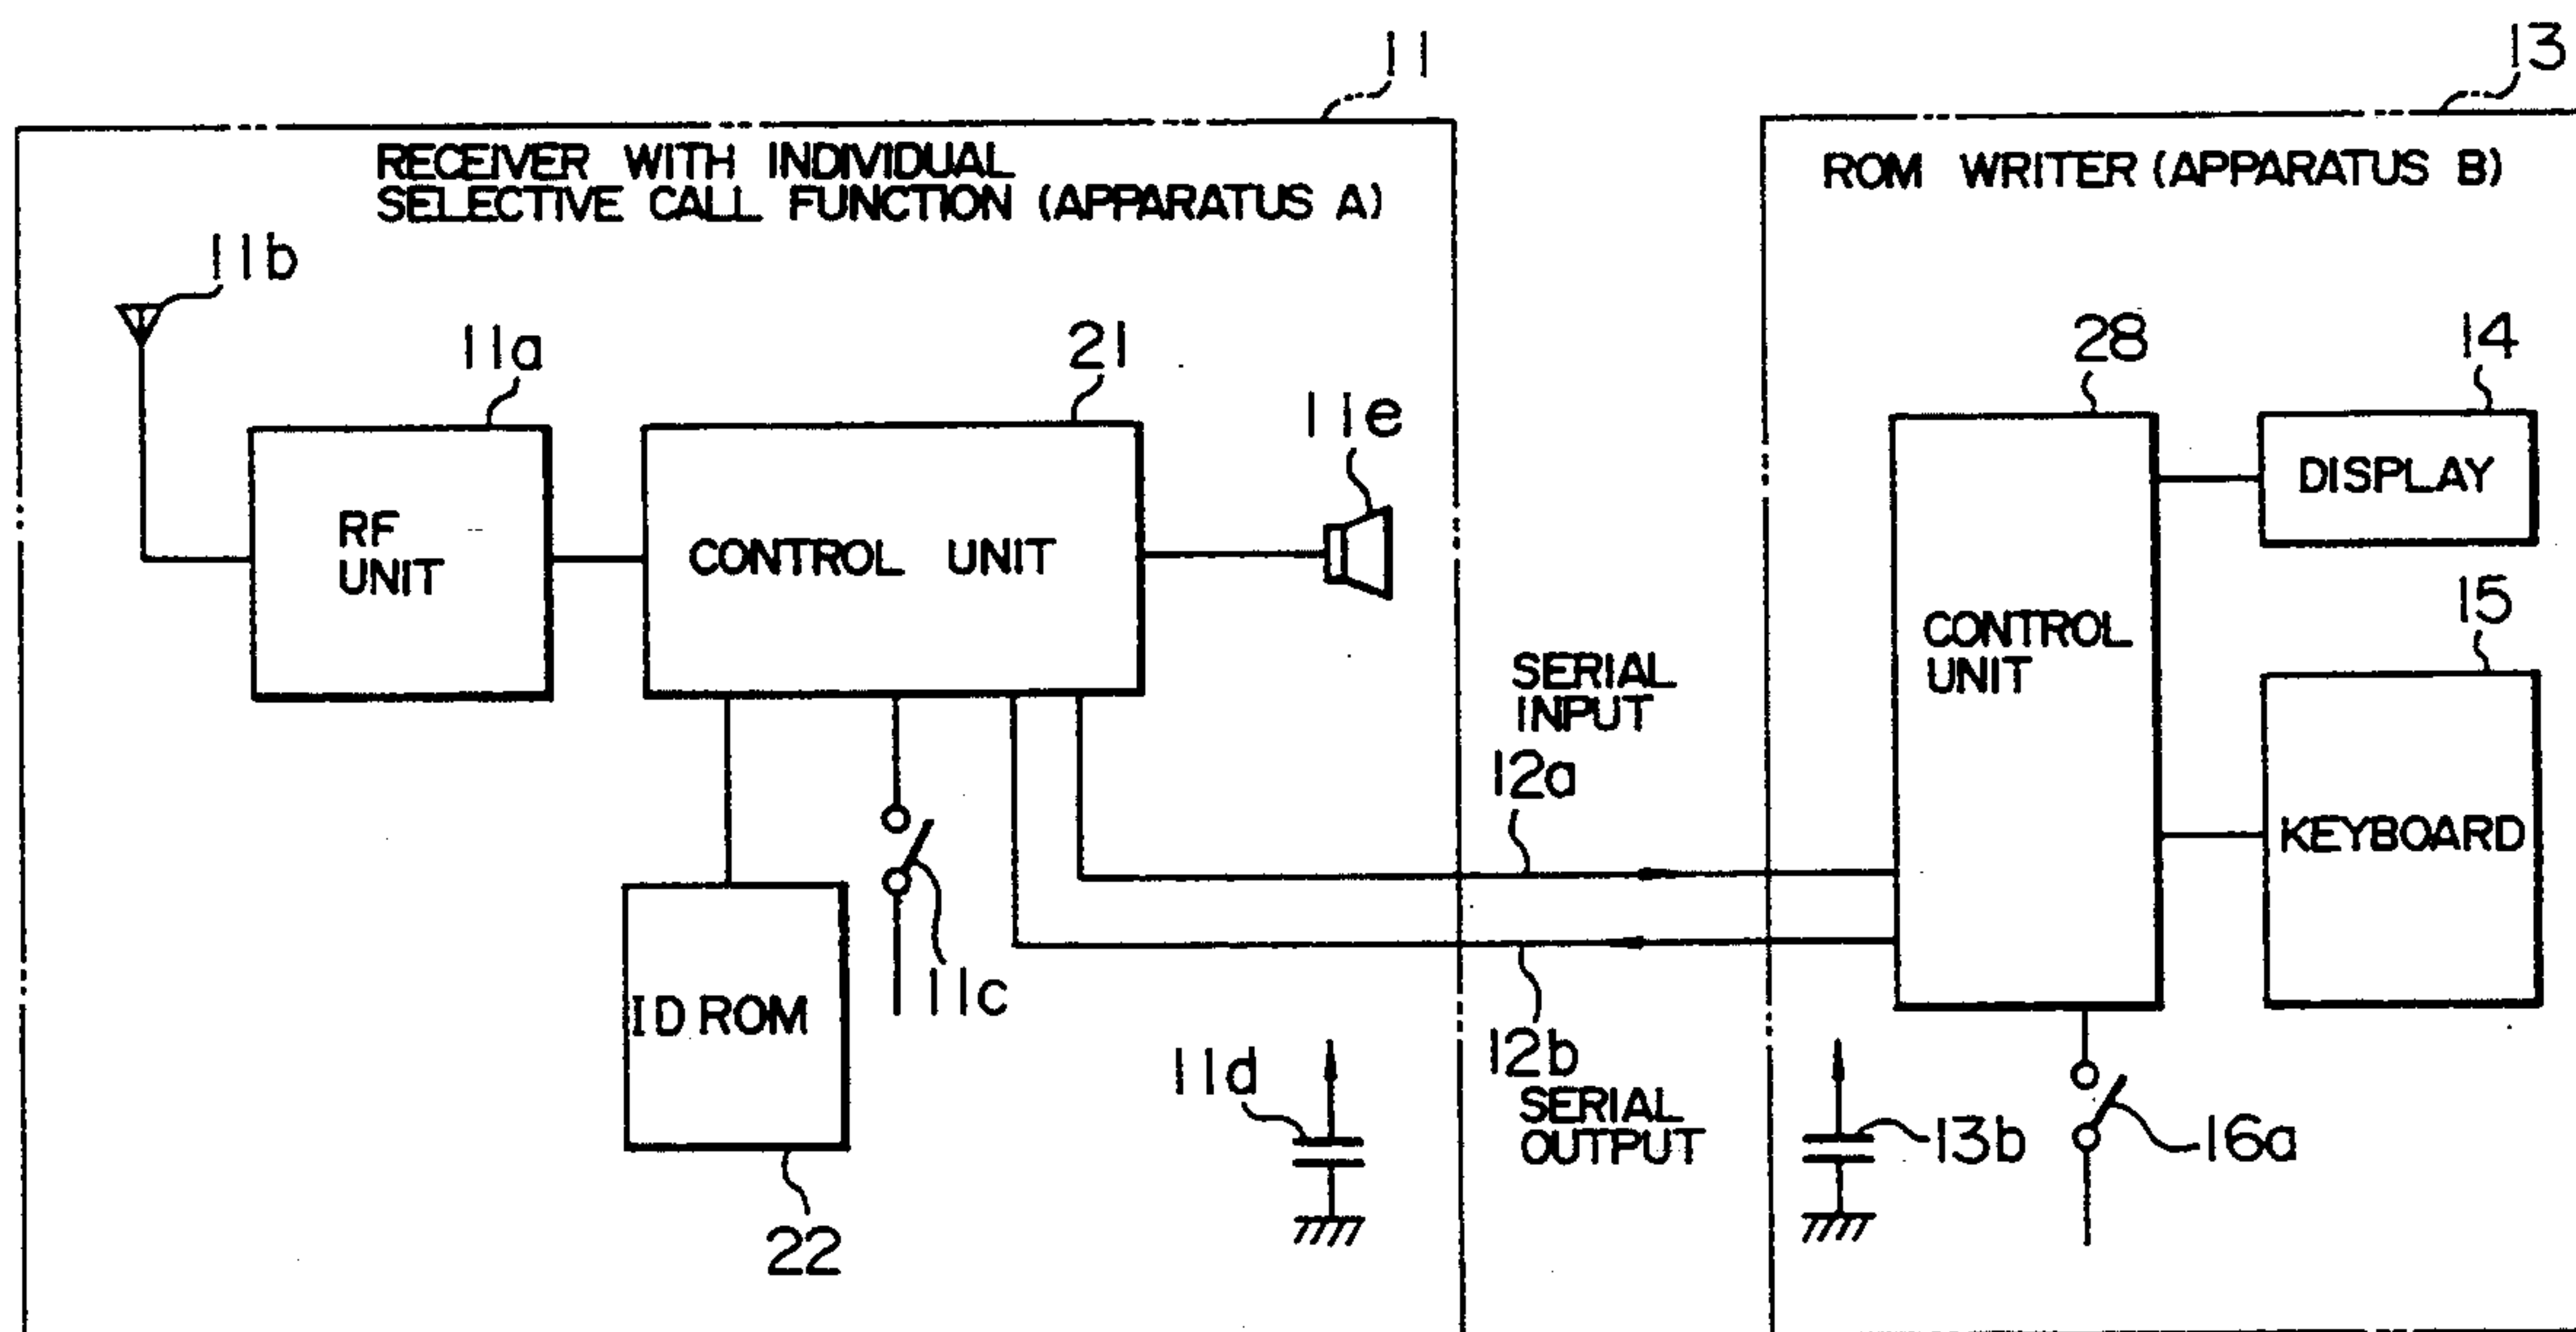 11
13
RECEIVER WITH INDIVIDUAL
SELECTIVE CALL FUNCTION (APPARATUS A)
ROM WRITER (APPARATUS B)
11b
11a
21
11e
28
14
RF
UNIT
CONTROL UNIT
DISPLAY
15
CONTROL
UNIT
SERIAL
INPUT
12a
KEYBOARD
ID ROM
11c
22
11d
12b
SERIAL
OUTPUT
13b
16a